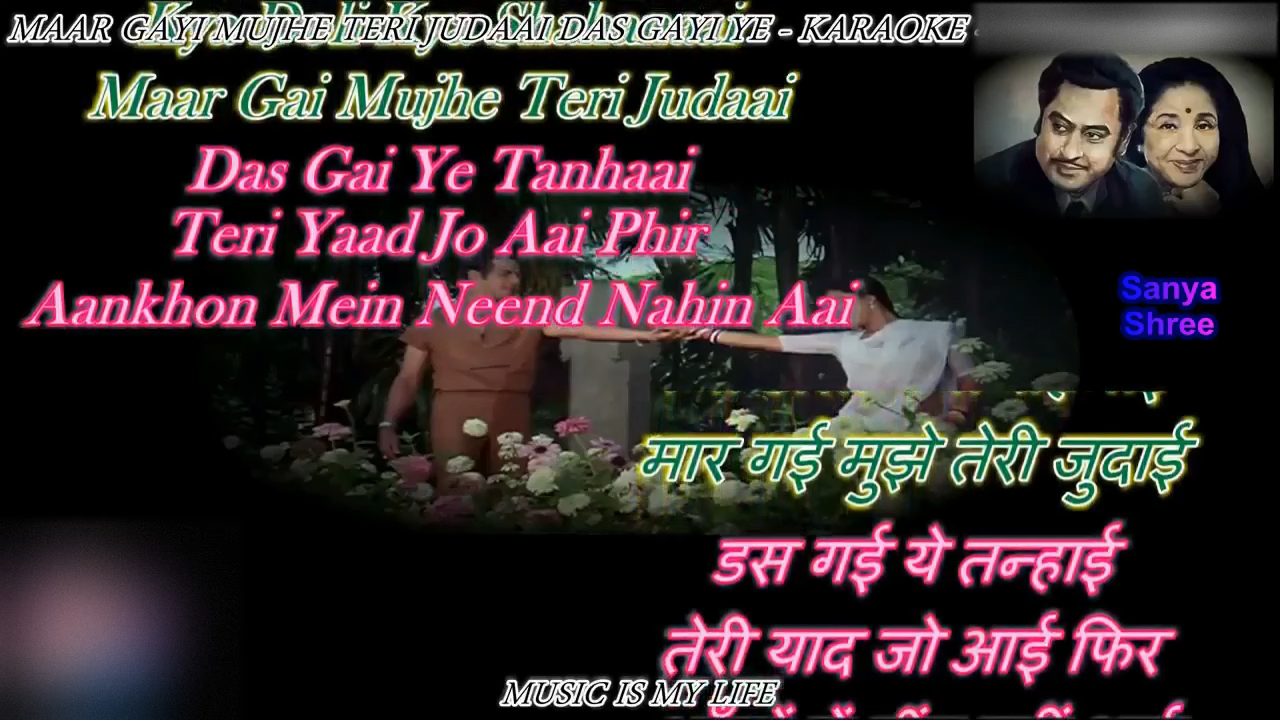 MAAR GAYI MUJHE TERI JUDAAI DAS GAYI YE - KARAOKE
Maar Gai Mujhe Teri Judaai
Das Gai Ye Tanhaai
Teri Yaad Jo Aai Phir
Aankhon Mein Neend Nahin Aai
Sanya
Shree
मार गई मुझे तेरी जुदाई
डस गई ये तन्हाई
तेरी याद जो आई फिर
MUSIC IS MY LIFE